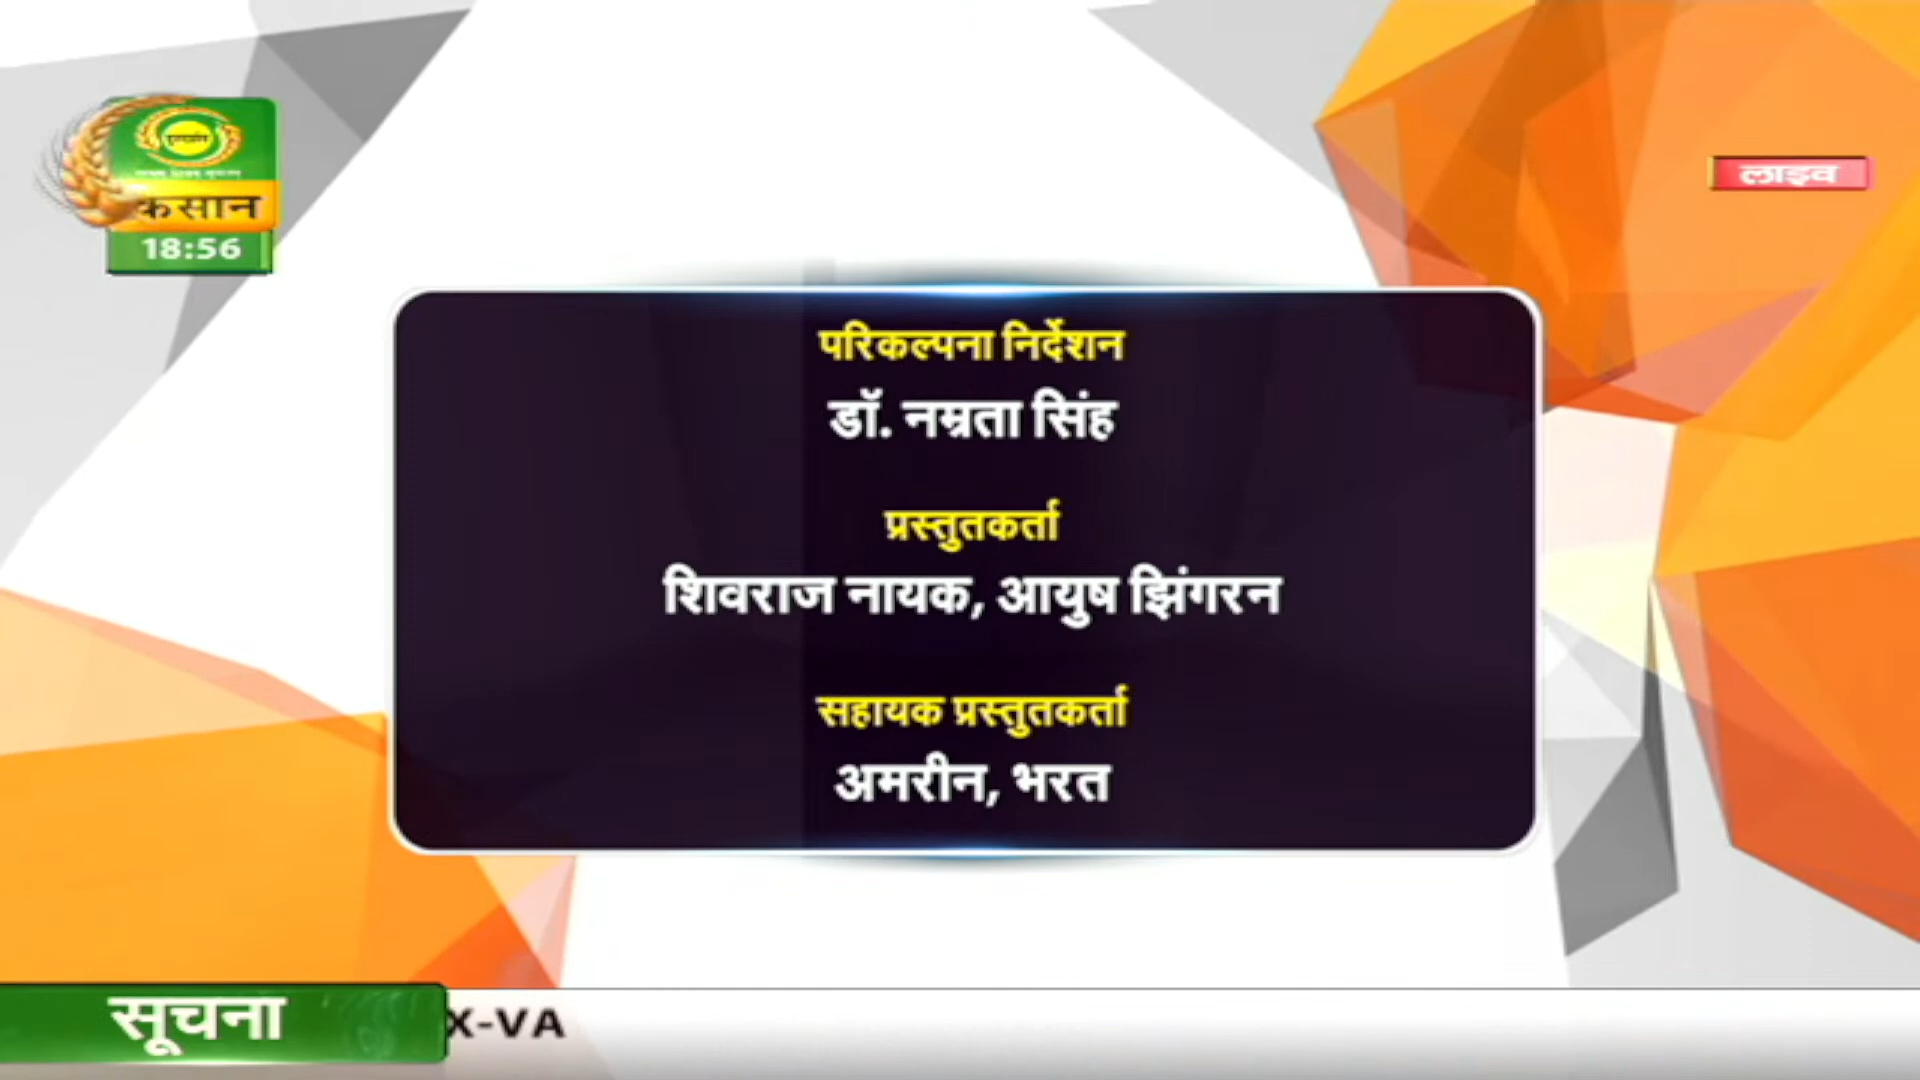 कसान
18:56
लाइव
परिकल्पना निर्देशन
डॉ. नम्रता सिंह
प्रस्तुतकर्ता
शिवराज नायक, आयुष झिंगरन
सहायक प्रस्तुतकर्ता
अमरीन, भरत
सूचना
X-VA